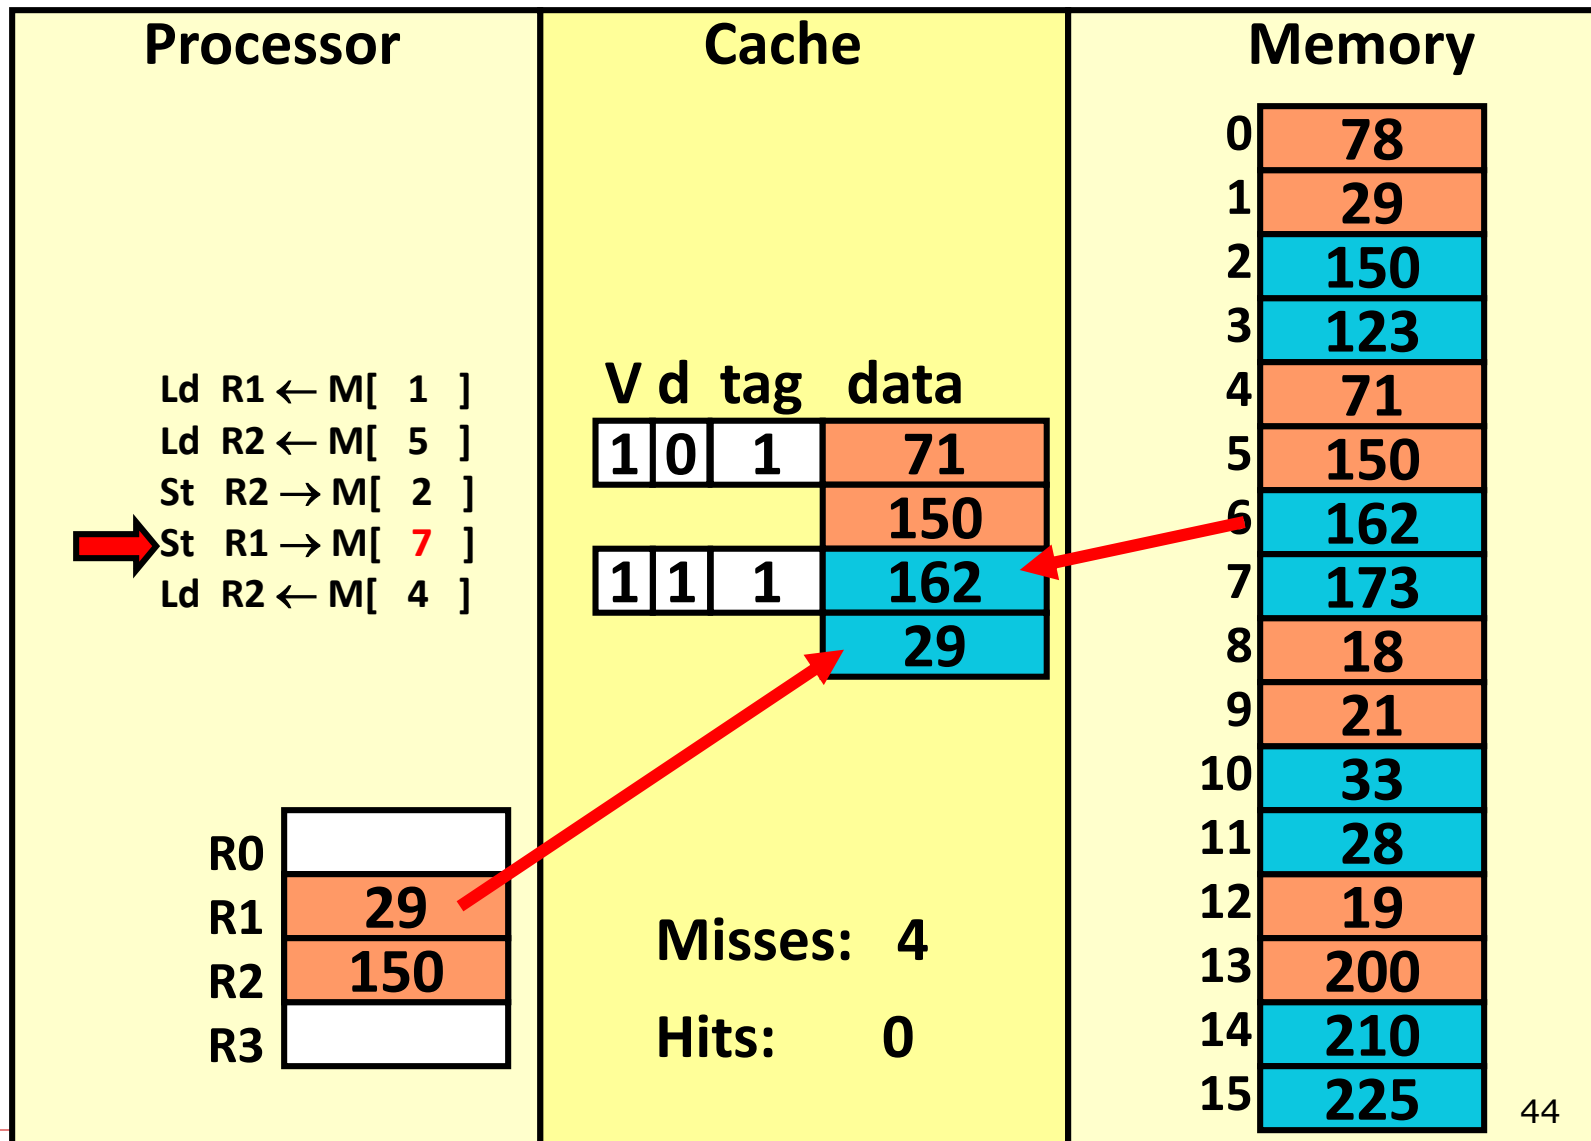 Processor
Ld R1 ← M[ 1 ]
Ld R2 ← M[ 5 ]
St R2 → M[ 2 ]
St R1 → M[ 7 ]
Ld R2 ← M[ 4 ]
R0
R1 29
R2 150
R3
Cache
V d tag data
1 0 1 71
150
1 1 1 162
29
Misses: 4
Hits: 0
Memory
0 78
1 29
2 150
3 123
4 71
5 150
6 162
7 173
8 18
9 21
10 33
11 28
12 19
13 200
14 210
15 225
44